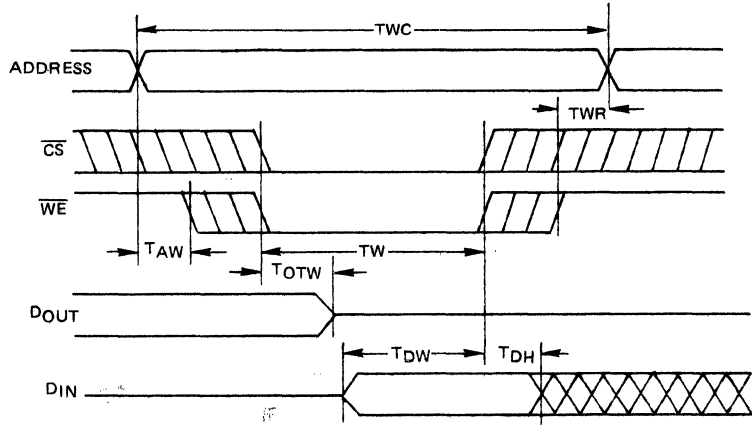 TWC
ADDRESS
TWR
CS
WE
TAW
TW
TOTW
DOUT
TDW
TDH
DIN